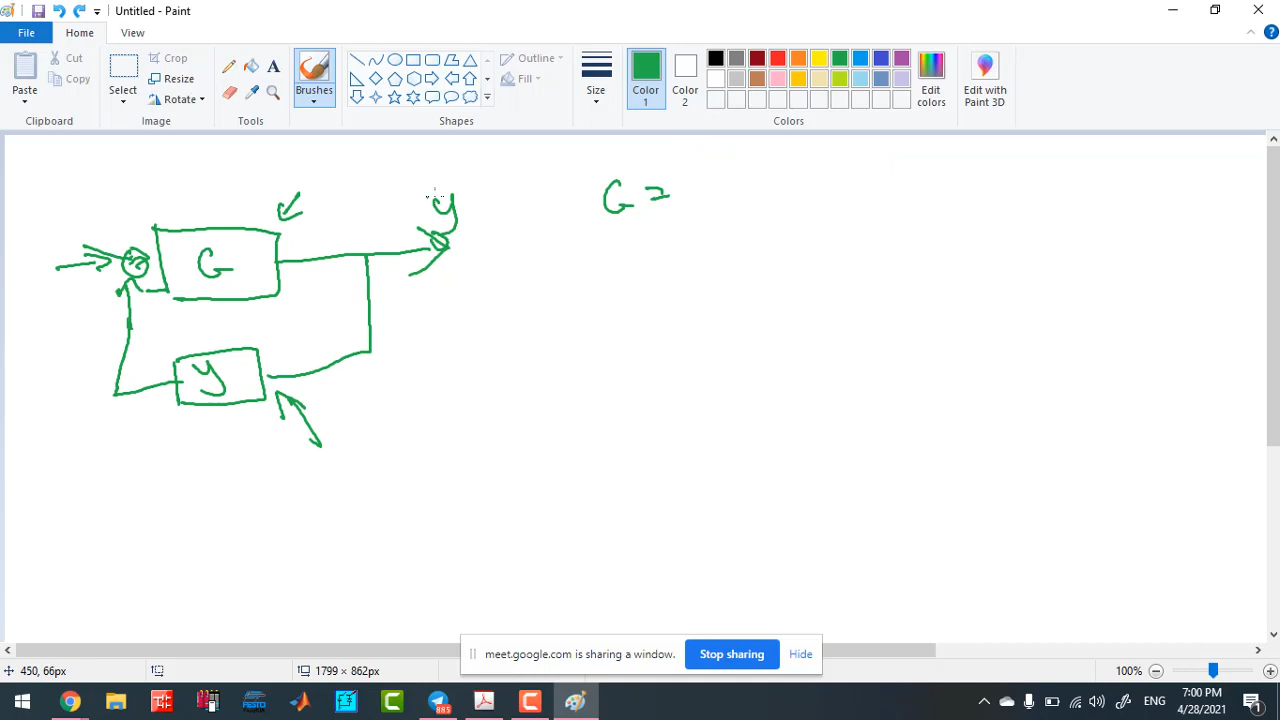 Untitled - Paint
File
Home
View
Paste
Cut
Copy
Clipboard
Select
Crop
Resize
Rotate
Image
A
Tools
Brushes
Shapes
Outline
Fill
Size
Color 1
Color 2
Edit colors
Colors
Edit with Paint 3D
G =
y
G
y
meet.google.com is sharing a window.
Stop sharing
Hide
450, 66px
1799 × 862px
100%
885
ENG
7:00 PM
4/28/2021
1